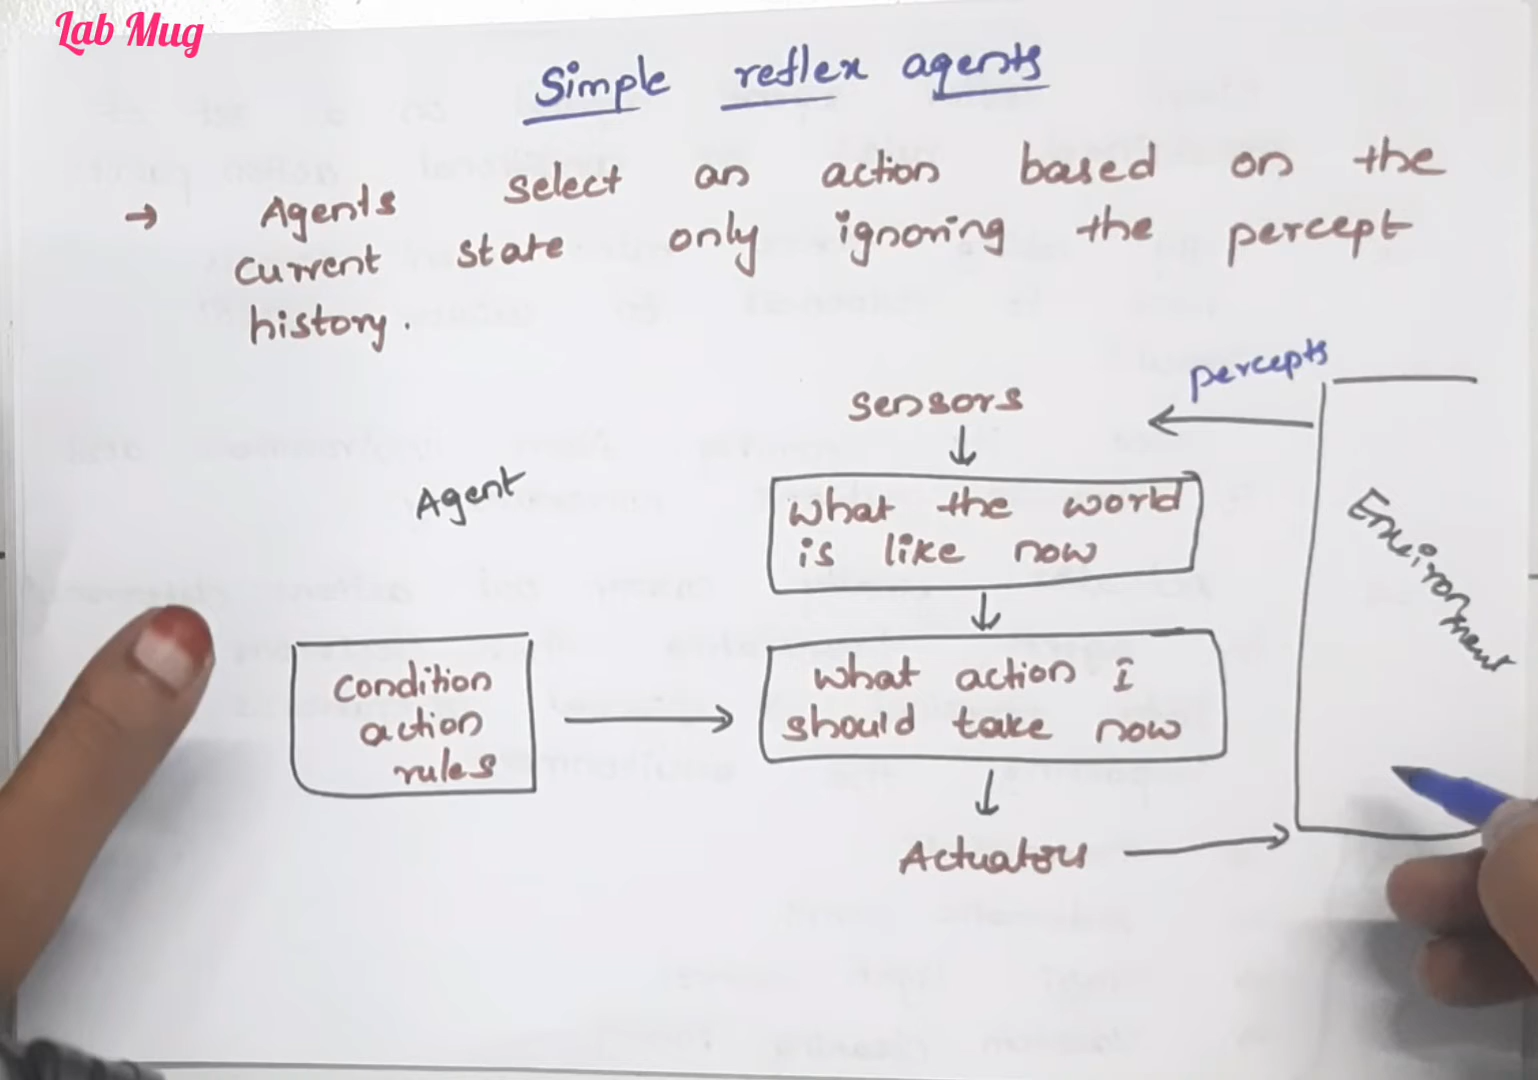 Lab Mug
Simple reflex agents
→ Agents select an action based on the
current state only ignoring the percept
history.
percepts
sensors
Agent
what the world
is like now
Environment
condition
action
rules
what action I
should take now
Actuators